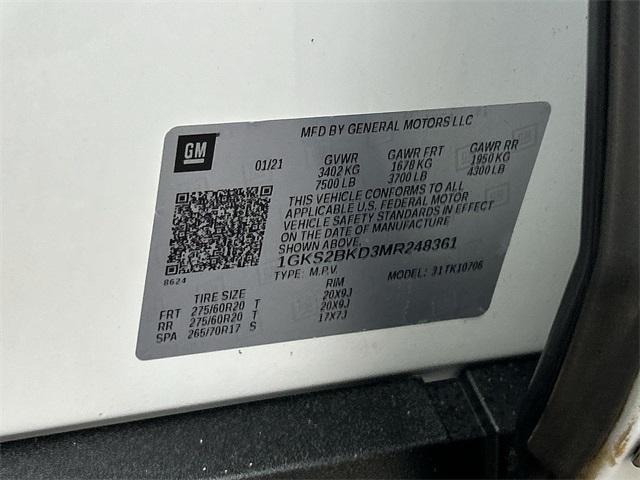 GM
MFD BY GENERAL MOTORS LLC
01/21 GVWR GAWR FRT GAWR RR
3402 KG 1678 KG 1950 KG
7500 LB 3700 LB 4300 LB
THIS VEHICLE CONFORMS TO ALL
APPLICABLE U.S. FEDERAL MOTOR
VEHICLE SAFETY STANDARDS IN EFFECT
ON THE DATE OF MANUFACTURE
SHOWN ABOVE.
1GKS2BKD3MR248361
8624
TYPE: M.P.V. MODEL: 31TK10706
TIRE SIZE RIM
FRT 275/60R20 T 20X9J
RR 275/60R20 T 20X9J
SPA 265/70R17 S 17X7J